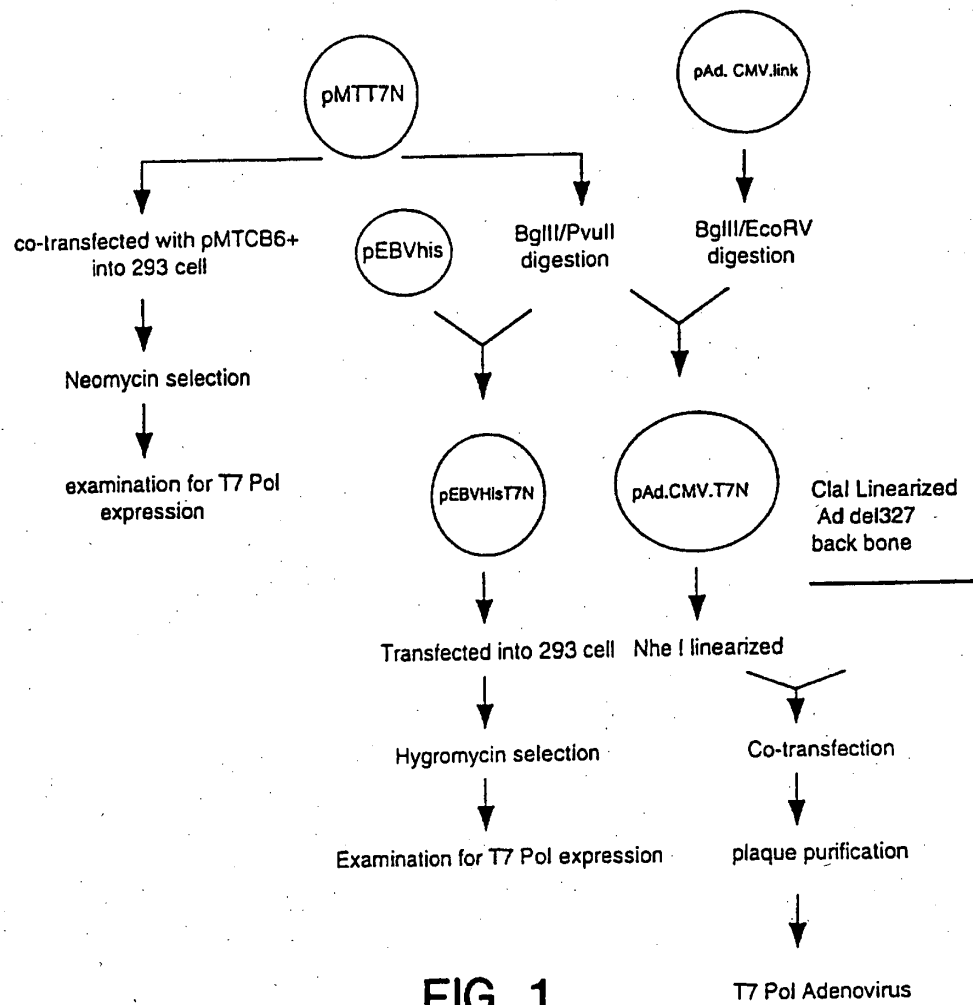 pMTT7N
pAd. CMV.link
co-transfected with pMTCB6+
into 293 cell
pEBVhis
BglII/PvuII
digestion
BglII/EcoRV
digestion
Neomycin selection
examination for T7 Pol
expression
pEBVHisT7N
pAd.CMV.T7N
ClaI Linearized
Ad del327
back bone
Transfected into 293 cell
Nhe I linearized
Hygromycin selection
Co-transfection
Examination for T7 Pol expression
plaque purification
FIG. 1
T7 Pol Adenovirus